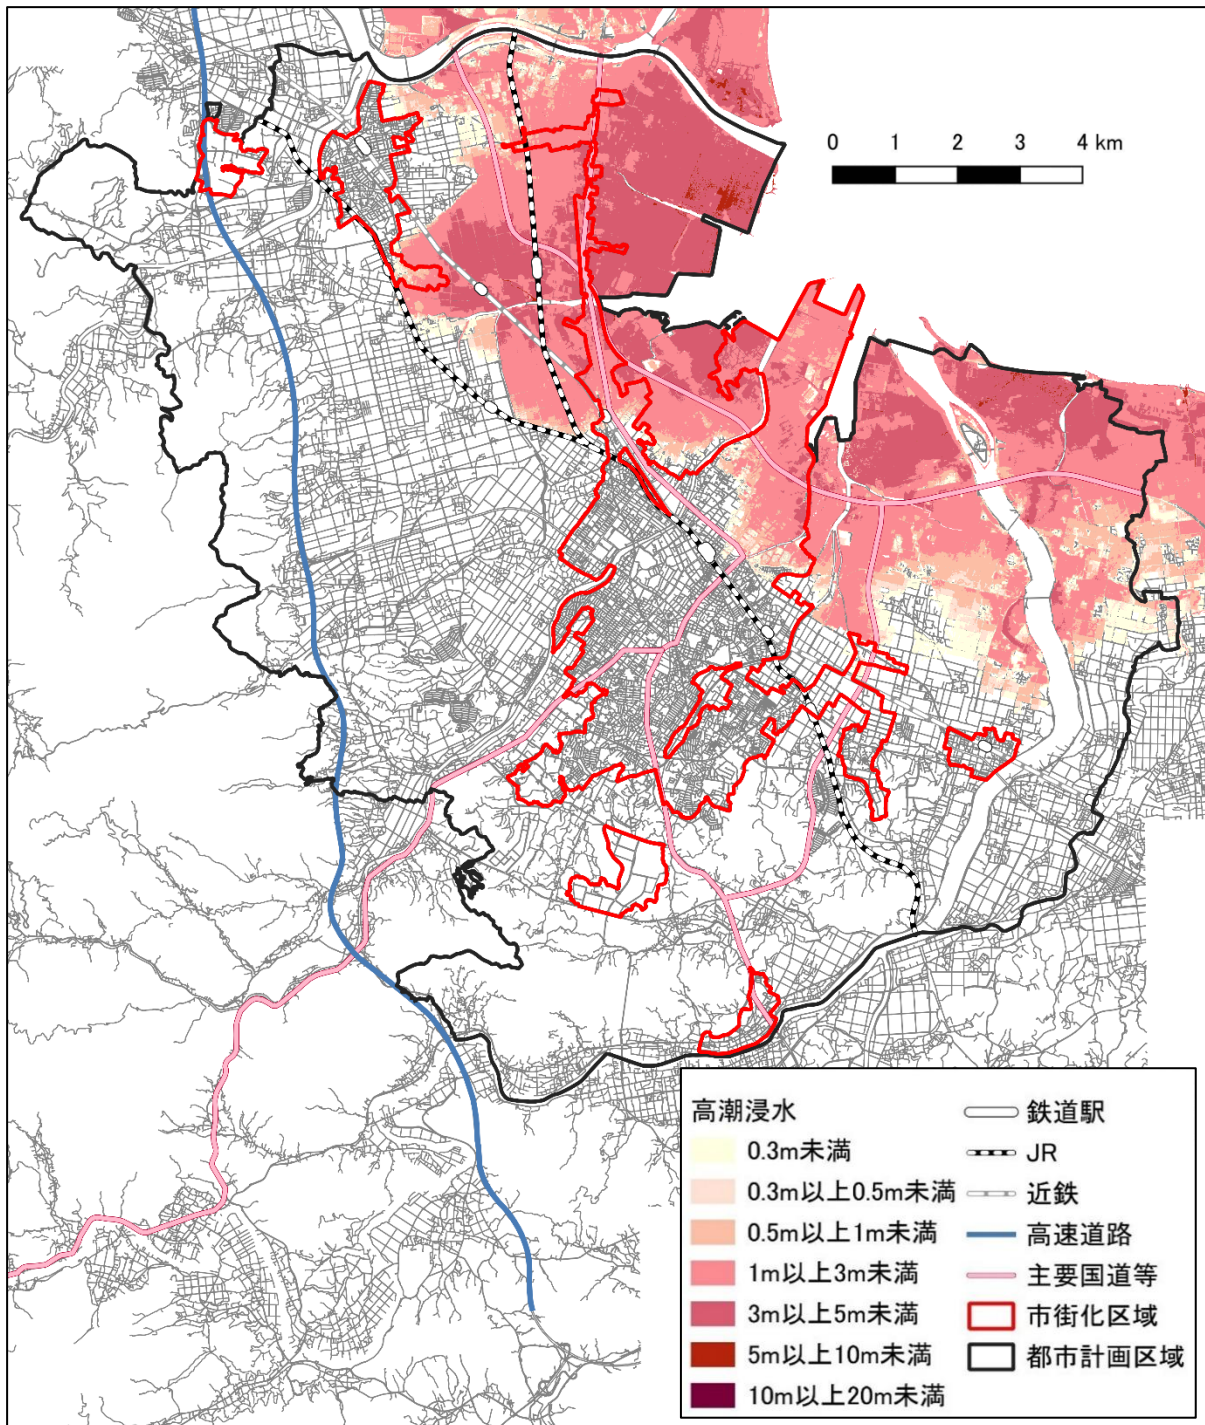 0 1 2 3 4 km
高潮浸水
0.3m未満
0.3m以上0.5m未満
0.5m以上1m未満
1m以上3m未満
3m以上5m未満
5m以上10m未満
10m以上20m未満
鉄道駅
JR
近鉄
高速道路
主要国道等
市街化区域
都市計画区域